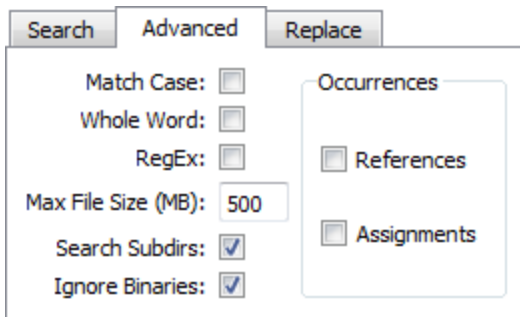 Search Advanced Replace
Match Case: Occurrences
Whole Word:
RegEx: References
Max File Size (MB): 500
Assignments
Search Subdirs:
Ignore Binaries: